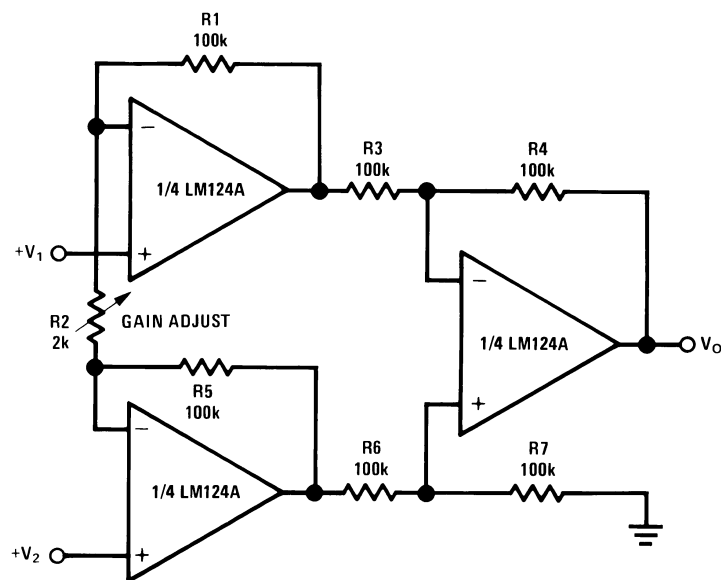 R1
100k
−
1/4 LM124A
+V1
+
R3
100k
R4
100k
R2
2k
GAIN ADJUST
−
1/4 LM124A
+
VO
R5
100k
−
1/4 LM124A
+V2
+
R6
100k
R7
100k